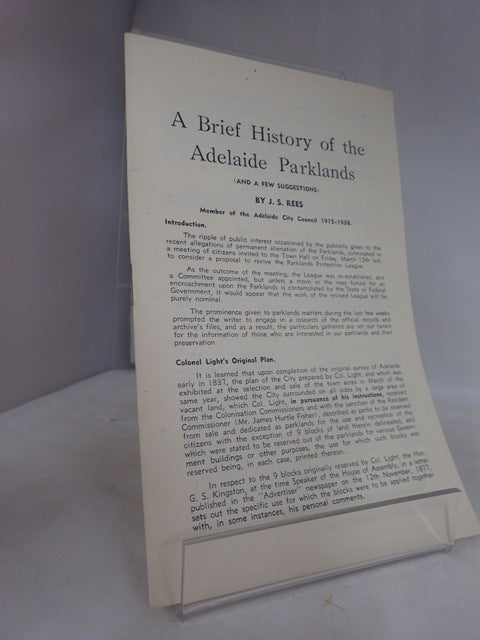 A Brief History of the
Adelaide Parklands
(AND A FEW SUGGESTIONS)
BY J. S. REES
Member of the Adelaide City Council 1915-1938.
Introduction.
The ripple of public interest occasioned by the publicity given to the
recent allegations of permanent alienation of the Parklands, culminated in
a meeting of citizens invited to the Town Hall on Friday, March 15th last,
to consider a proposal to revive the Parklands Protection League.
As the outcome of the meeting, the League was re-established, and
a Committee appointed, but unless a move in the near future for an
encroachment upon the Parklands is contemplated by the State or Federal
Government, it would appear that the work of the revived League will be
purely nominal.
The prominence given to parklands matters during the last few weeks
prompted the writer to engage in a research of the official records and
archive's files, and as a result, the particulars gathered are set out herein
for the information of those who are interested in our parklands and their
preservation.
Colonel Light's Original Plan.
It is learned that upon completion of the original survey of Adelaide
early in 1837, the plan of the City prepared by Col. Light, and which was
exhibited at the selection and sale of the town acres in March of the
same year, showed the City surrounded on all sides by a large area of
vacant land, which Col. Light, in pursuance of his instructions, received
from the Colonisation Commissioners and with the sanction of the Resident
Commissioner (Mr. James Hurtle Fisher), described as parks to be reserved
from sale and dedicated as parklands for the use and recreation of the
citizens with the exception of 9 blocks of land therein delineated, and
which were stated to be reserved out of the parklands for various Govern-
ment buildings or other purposes, the use for which such blocks was
reserved being, in each case, printed thereon.
In respect to the 9 blocks originally reserved by Col. Light, the Hon.
G. S. Kingston, at the time Speaker of the House of Assembly, in a letter
published in the "Advertiser" newspaper on the 12th November, 1877,
sets out the specific use for which the blocks were to be applied together
with, in some instances, his personal comments.